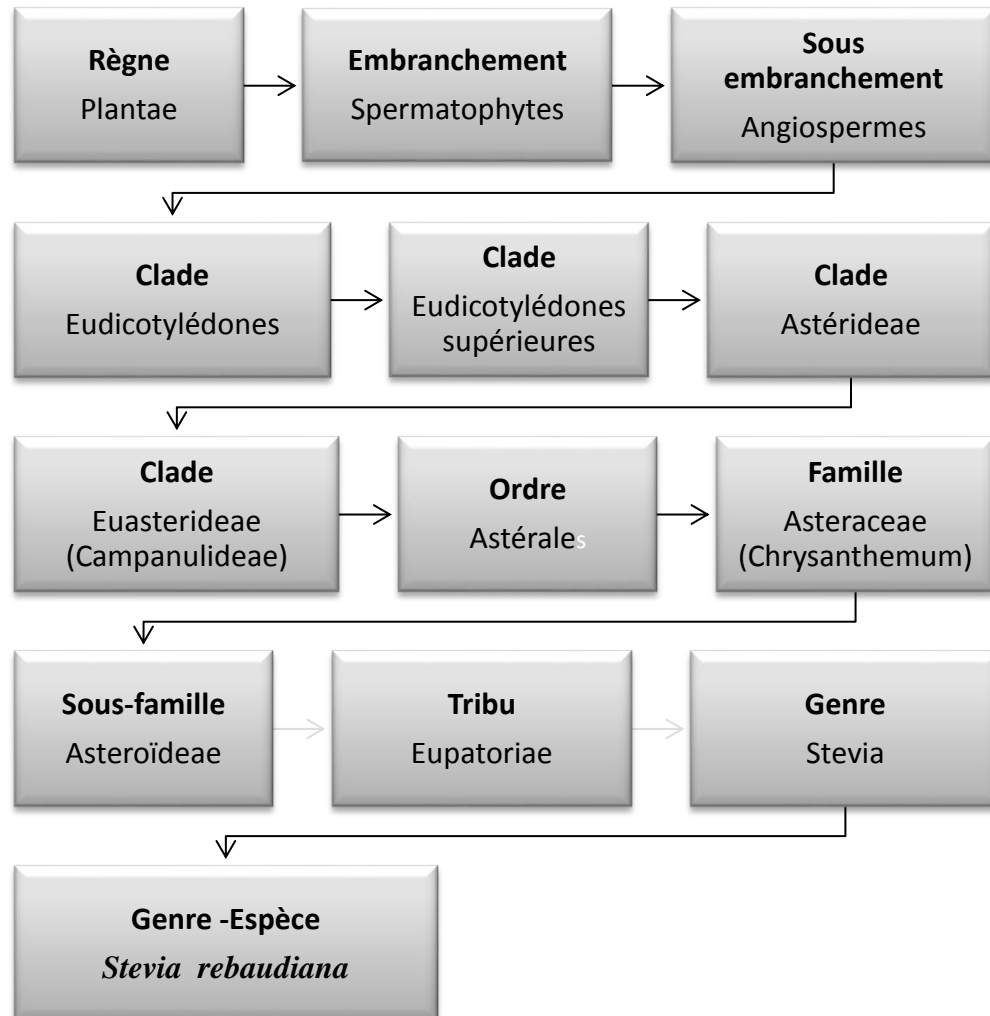 Règne
Plantae
Embranchement
Spermatophytes
Sous
embranchement
Angiospermes
Clade
Eudicotylédones
Clade
Eudicotylédones
supérieures
Clade
Astérideae
Clade
Euasterideae
(Campanulideae)
Ordre
Astérales
Famille
Asteraceae
(Chrysanthemum)
Sous-famille
Asteroïdeae
Tribu
Eupatoriae
Genre
Stevia
Genre -Espèce
Stevia rebaudiana